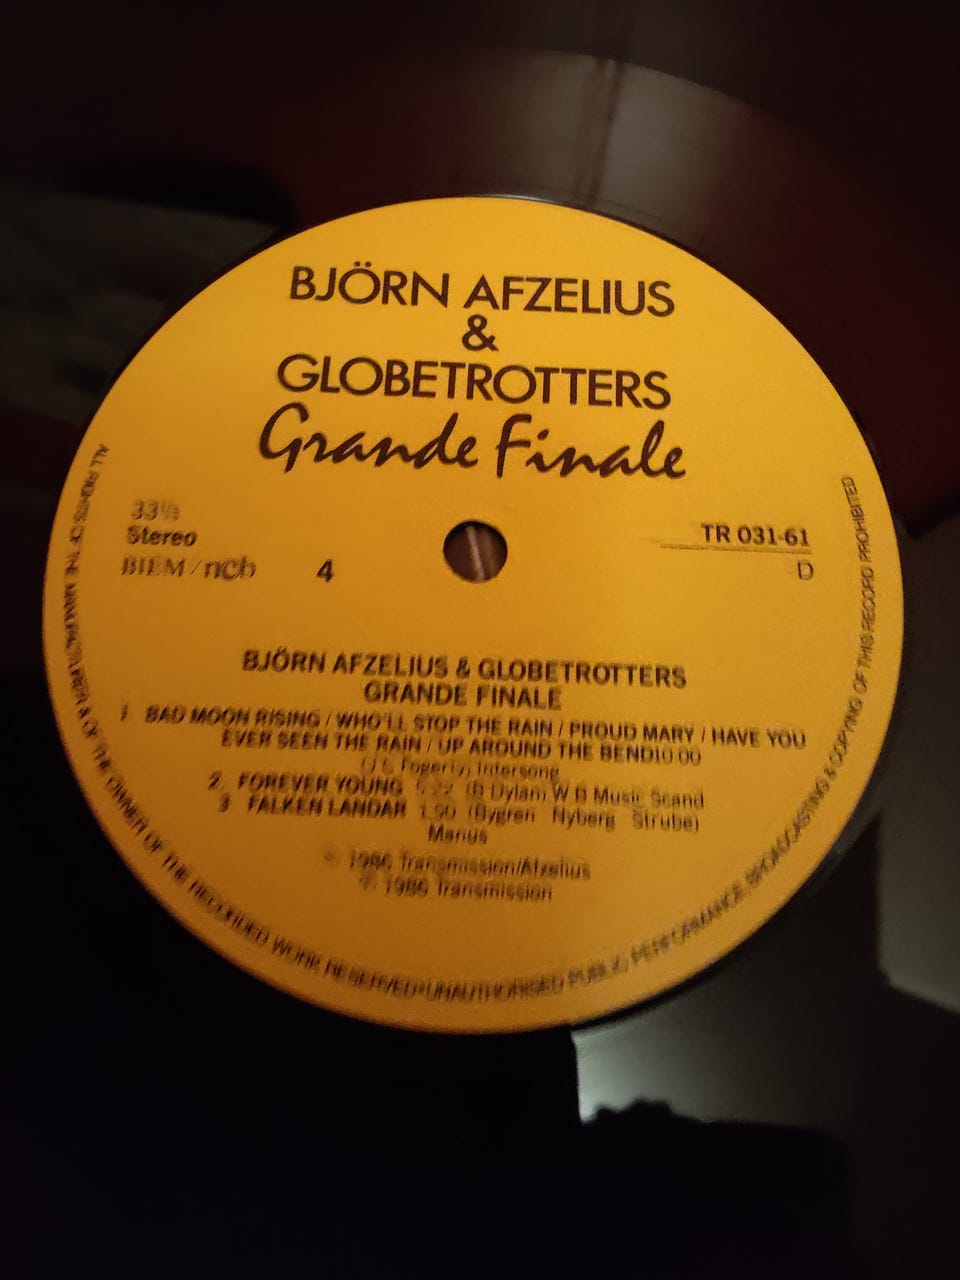 BJÖRN AFZELIUS
&
GLOBETROTTERS
Grande Finale
33⅓
Stereo
BIEM/ncb
4
TR 031-61
D
BJÖRN AFZELIUS & GLOBETROTTERS
GRANDE FINALE
1 BAD MOON RISING / WHO'LL STOP THE RAIN / PROUD MARY / HAVE YOU
EVER SEEN THE RAIN / UP AROUND THE BEND 10.00
(J C Fogerty) Intersong
2. FOREVER YOUNG (B Dylan) W B Music Scand
3 FALKEN LANDAR 1.50 (Bygren Nyberg Strube)
Manus
© 1986 Transmission/Afzelius
℗ 1986 Transmission
ALL RIGHTS OF THE MANUFACTURER & OF THE OWNER OF THE RECORDED WORK RESERVED•UNAUTHORISED PUBLIC PERFORMANCE, BROADCASTING & COPYING OF THIS RECORD PROHIBITED